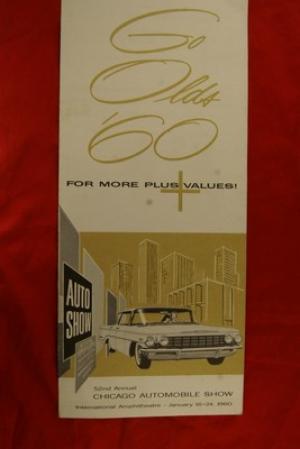 Go
Olds
'60
FOR MORE PLUS VALUES!
AUTO
SHOW
52nd Annual
CHICAGO AUTOMOBILE SHOW
International Amphitheatre - January 16-24, 1960